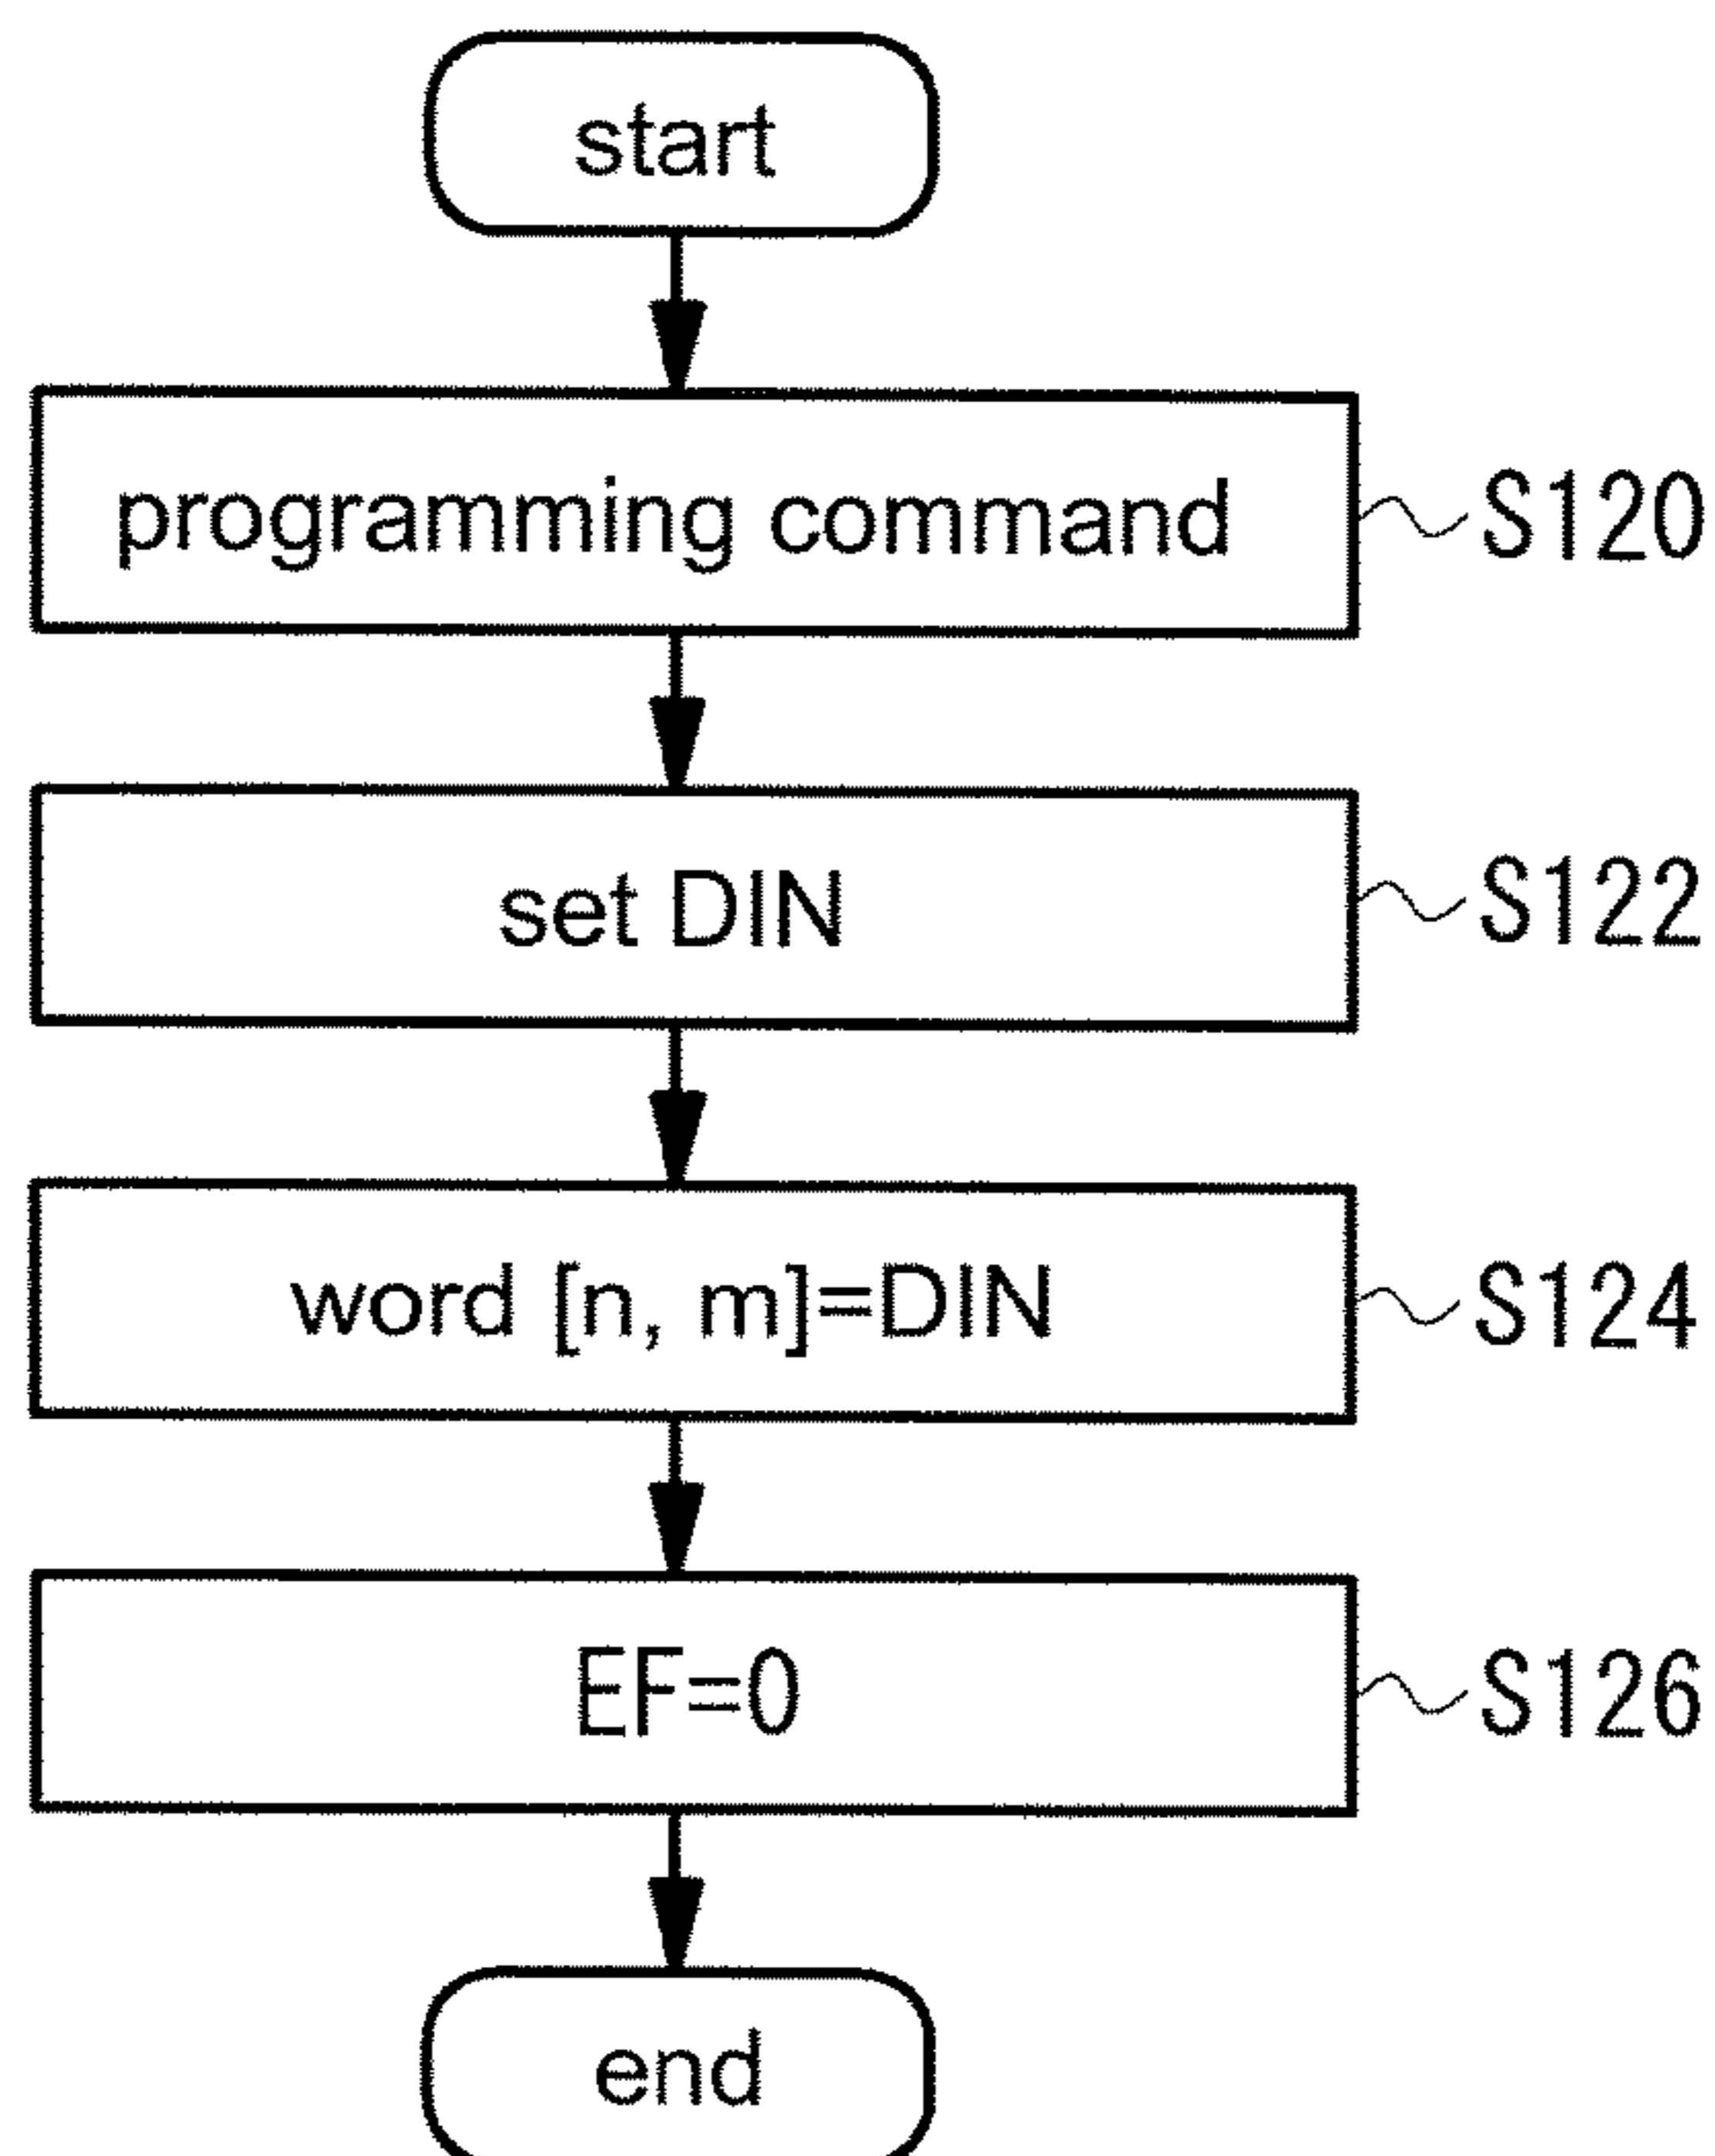 start
programming command S120
set DIN S122
word [n, m]=DIN S124
EF=0 S126
end